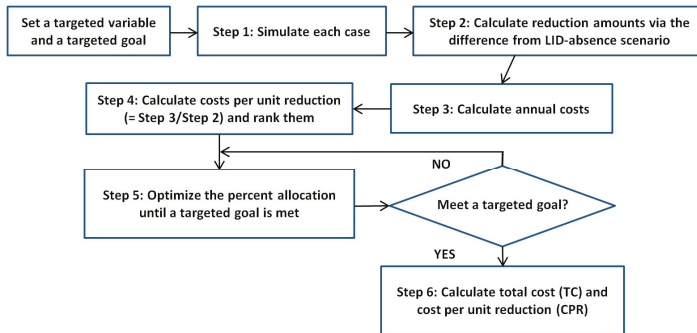 Set a targeted variable
and a targeted goal
Step 1: Simulate each case
Step 2: Calculate reduction amounts via the
difference from LID-absence scenario
Step 4: Calculate costs per unit reduction
(= Step 3/Step 2) and rank them
Step 3: Calculate annual costs
NO
Step 5: Optimize the percent allocation
until a targeted goal is met
Meet a targeted goal?
YES
Step 6: Calculate total cost (TC) and
cost per unit reduction (CPR)